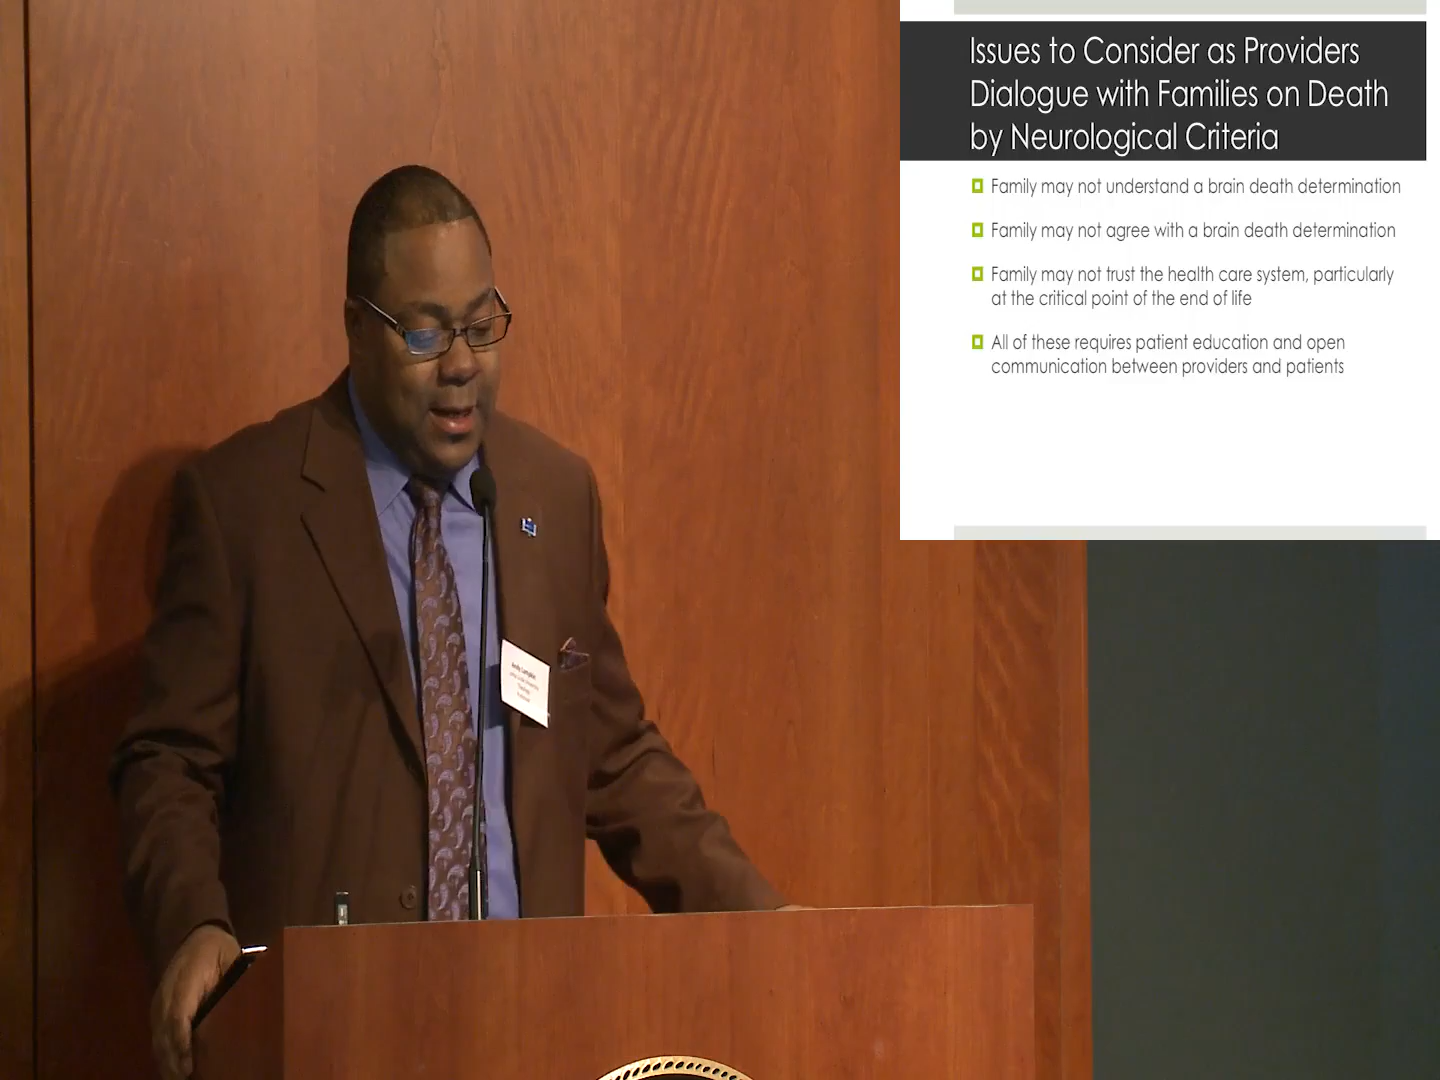 Issues to Consider as Providers
Dialogue with Families on Death
by Neurological Criteria
Family may not understand a brain death determination
Family may not agree with a brain death determination
Family may not trust the health care system, particularly
at the critical point of the end of life
All of these requires patient education and open
communication between providers and patients
Andy Lampkin